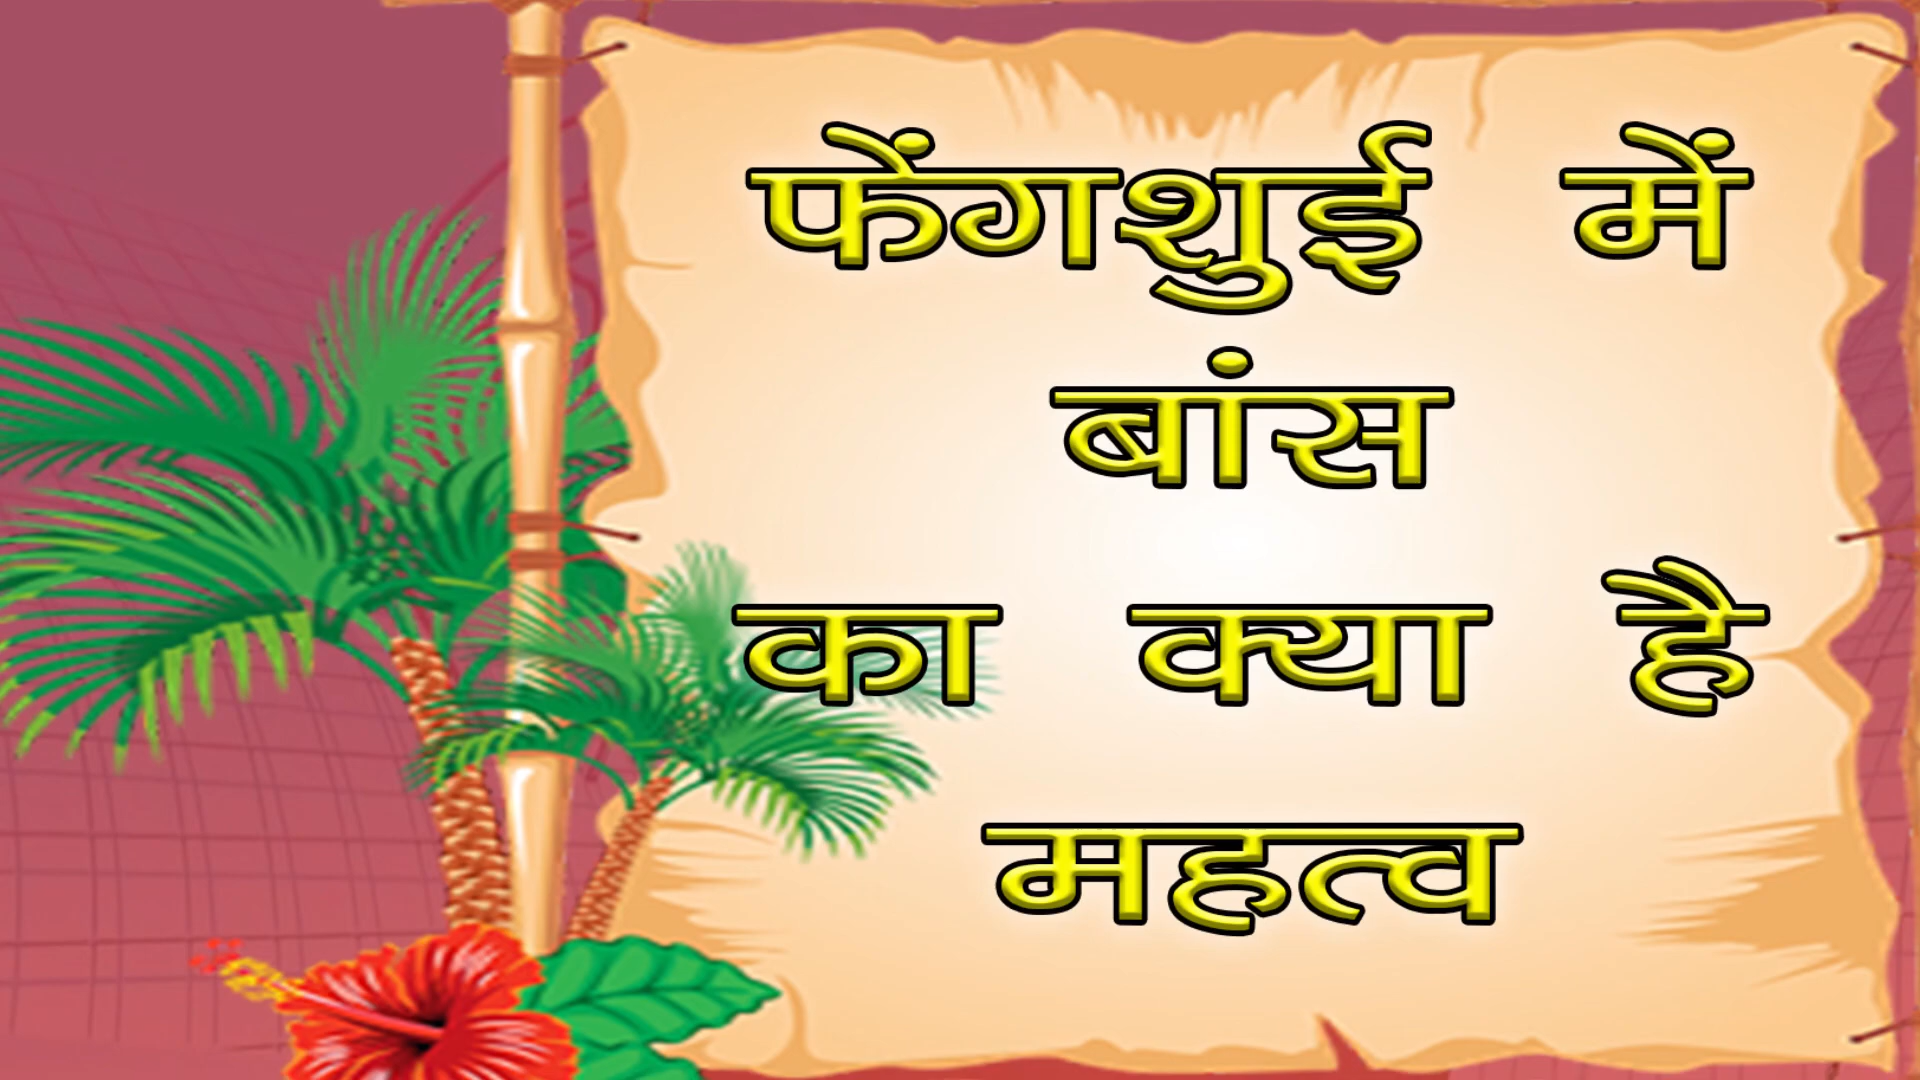 फेंगशुई में
बांस
का क्या है
महत्व